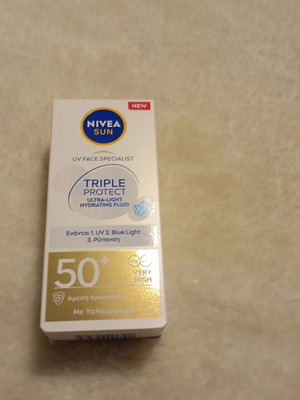 NEW
NIVEA
SUN
UV FACE SPECIALIST
TRIPLE
PROTECT
ULTRA-LIGHT
HYDRATING FLUID
Ενάντια 1. UV 2. Blue Light
3. Ρύπανση
50+
VERY
HIGH
Άμεση
Με